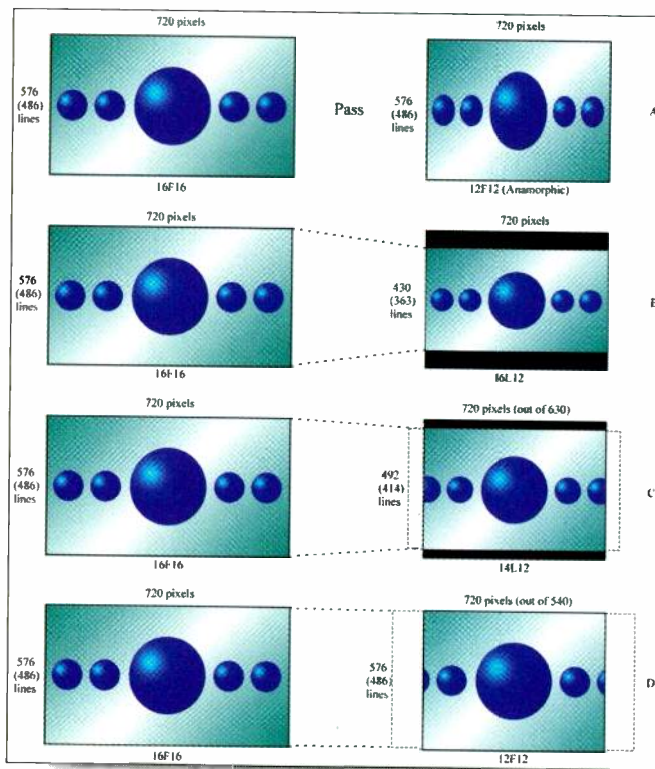 720 pixels
720 pixels
576
(486)
lines
Pass
576
(486)
lines
A
16F16
12F12 (Anamorphic)
720 pixels
720 pixels
576
(486)
lines
430
(363)
lines
B
16F16
16L12
720 pixels
720 pixels (out of 630)
576
(486)
lines
492
(414)
lines
C
16F16
14L12
720 pixels
720 pixels (out of 540)
576
(486)
lines
576
(486)
lines
D
16F16
12F12